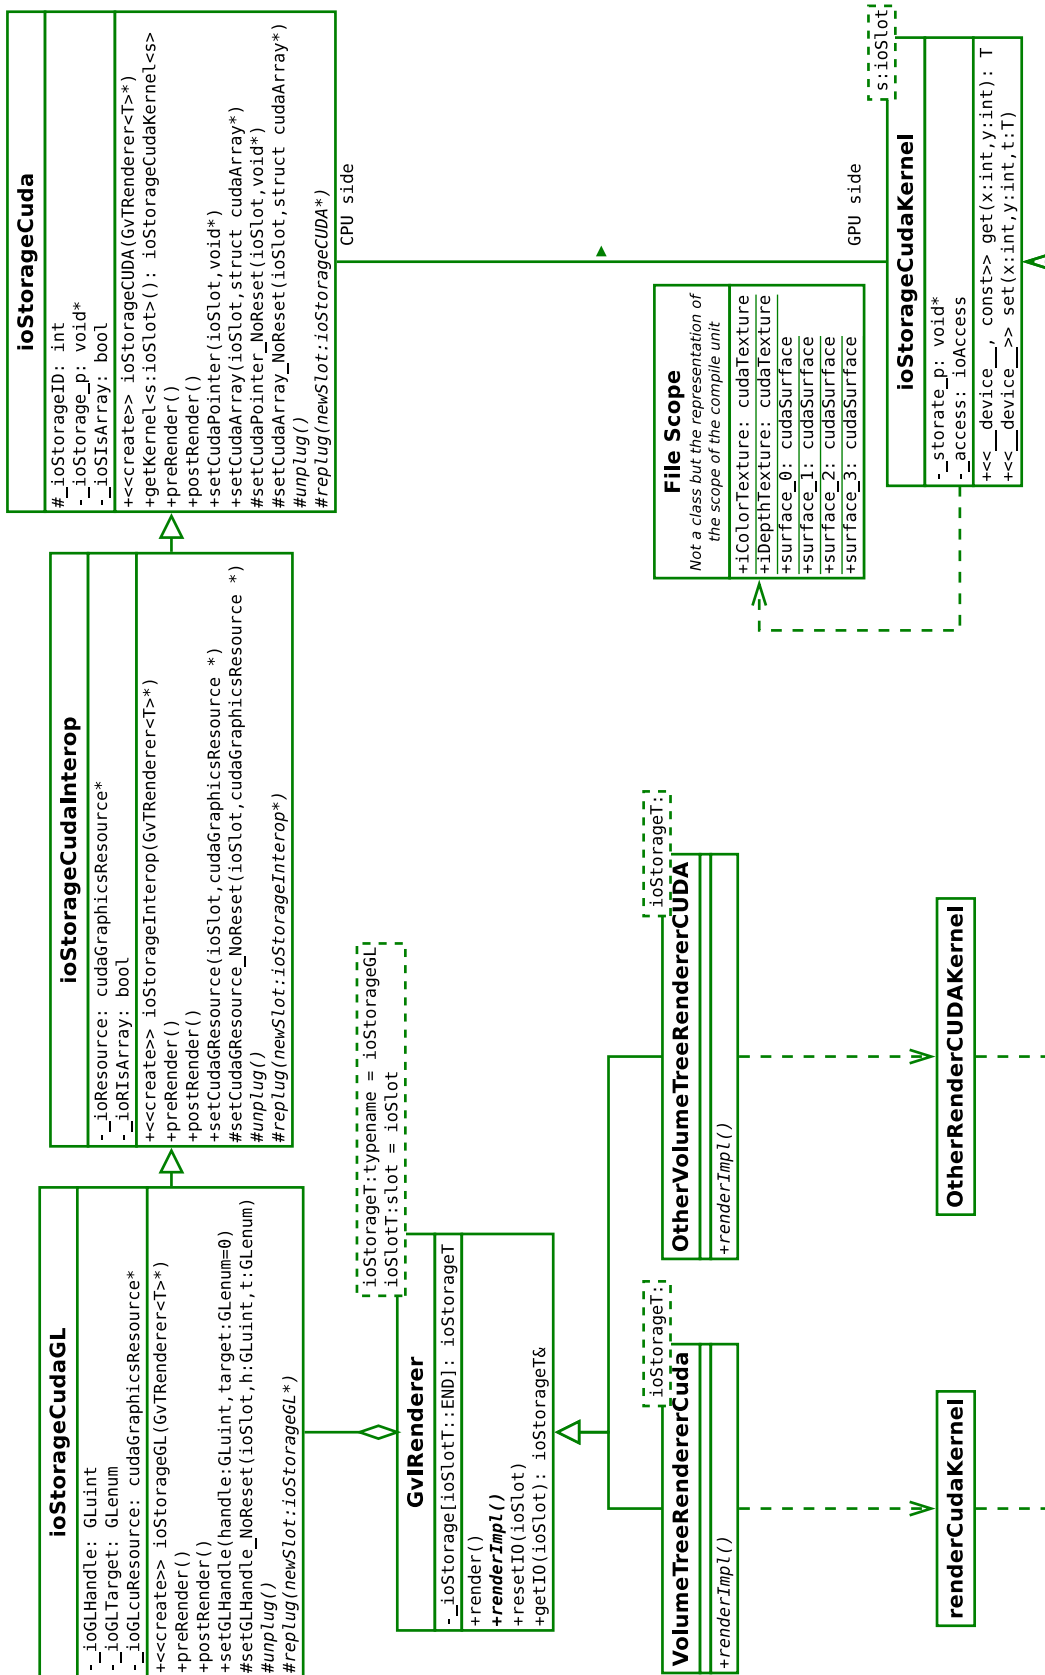 ioStorageCudaGL
-_ioGLHandle: GLuint
-_ioGLTarget: GLenum
-_ioGLcuResource: cudaGraphicsResource*
+<<create>> ioStorageGL(GvTRenderer<T>*)
+preRender()
+postRender()
+setGLHandle(handle:GLuint,target:GLenum=0)
#setGLHandle_NoReset(ioSlot,h:GLuint,t:GLenum)
#unplug()
#replug(newSlot:ioStorageGL*)
ioStorageCudaInterop
-_ioResource: cudaGraphicsResource*
-_ioRIsArray: bool
+<<create>> ioStorageInterop(GvTRenderer<T>*)
+preRender()
+postRender()
+setCudaGResource(ioSlot,cudaGraphicsResource *)
#setCudaGResource_NoReset(ioSlot,cudaGraphicsResource *)
#unplug()
#replug(newSlot:ioStorageInterop*)
ioStorageCuda
#_ioStorageID: int
-_ioStorage_p: void*
-_ioSIsArray: bool
+<<create>> ioStorageCUDA(GvTRenderer<T>*)
+getKernel<s:ioSlot>(): ioStorageCudaKernel<s>
+preRender()
+postRender()
+setCudaPointer(ioSlot,void*)
+setCudaArray(ioSlot,struct cudaArray*)
#setCudaPointer_NoReset(ioSlot,void*)
#setCudaArray_NoReset(ioSlot,struct cudaArray*)
#unplug()
#replug(newSlot:ioStorageCUDA*)
CPU side
ioStorageT:typename = ioStorageGL
ioSlotT:slot = ioSlot
GvIRenderer
-_ioStorage[ioSlotT::END]: ioStorageT
+render()
+renderImpl()
+resetIO(ioSlot)
+getIO(ioSlot): ioStorageT&
ioStorageT:
VolumeTreeRendererCuda
+renderImpl()
ioStorageT:
OtherVolumeTreeRendererCUDA
+renderImpl()
File Scope
Not a class but the representation of
the scope of the compile unit
+iColorTexture: cudaTexture
+iDepthTexture: cudaTexture
+surface_0: cudaSurface
+surface_1: cudaSurface
+surface_2: cudaSurface
+surface_3: cudaSurface
GPU side
s:ioSlot
ioStorageCudaKernel
-_storate_p: void*
-_access: ioAccess
+<<__device__, const>> get(x:int,y:int): T
+<<__device__>> set(x:int,y:int,t:T)
renderCudaKernel
OtherRenderCUDAKernel